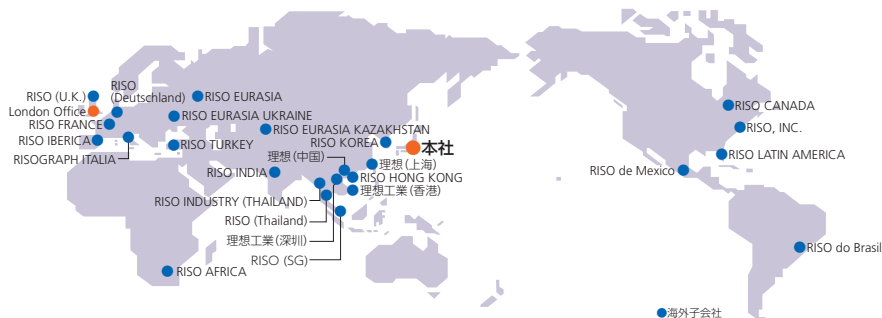 RISO (U.K.)
RISO
(Deutschland)
RISO EURASIA
London Office
RISO EURASIA UKRAINE
RISO FRANCE
RISO EURASIA KAZAKHSTAN
RISO IBERICA
RISO KOREA
本社
RISOGRAPH ITALIA
RISO TURKEY
理想（中国）
理想（上海）
RISO INDIA
RISO HONG KONG
理想工業（香港）
RISO INDUSTRY (THAILAND)
RISO (Thailand)
理想工業（深圳）
RISO (SG)
RISO AFRICA
RISO CANADA
RISO, INC.
RISO LATIN AMERICA
RISO de Mexico
RISO do Brasil
海外子会社